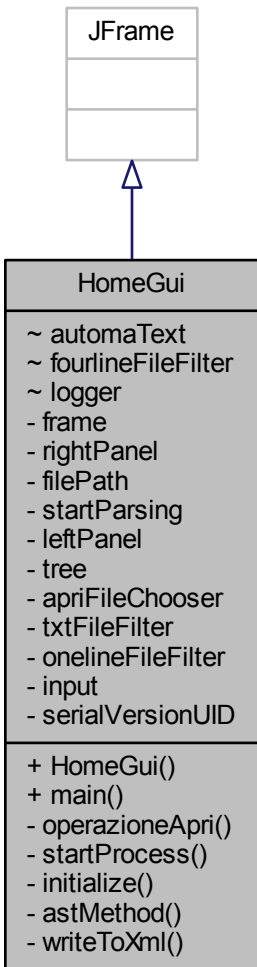 JFrame
HomeGui
~ automaText
~ fourlineFileFilter
~ logger
- frame
- rightPanel
- filePath
- startParsing
- leftPanel
- tree
- apriFileChooser
- txtFileFilter
- onelineFileFilter
- input
- serialVersionUID
+ HomeGui()
+ main()
- operazioneApri()
- startProcess()
- initialize()
- astMethod()
- writeToXml()